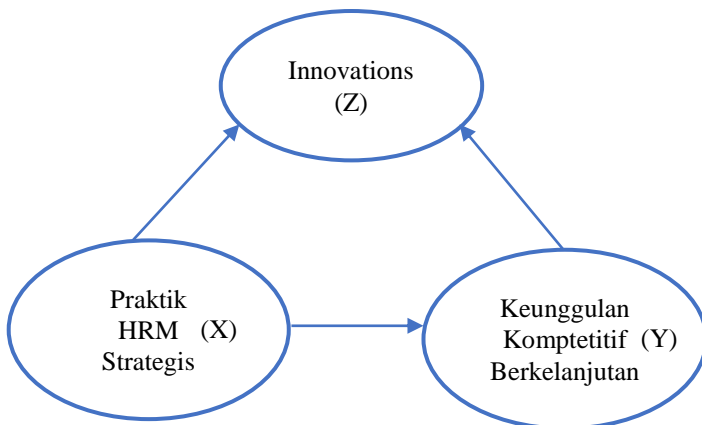 Innovations
(Z)
Praktik
HRM (X)
Strategis
Keunggulan
Komptetitif (Y)
Berkelanjutan